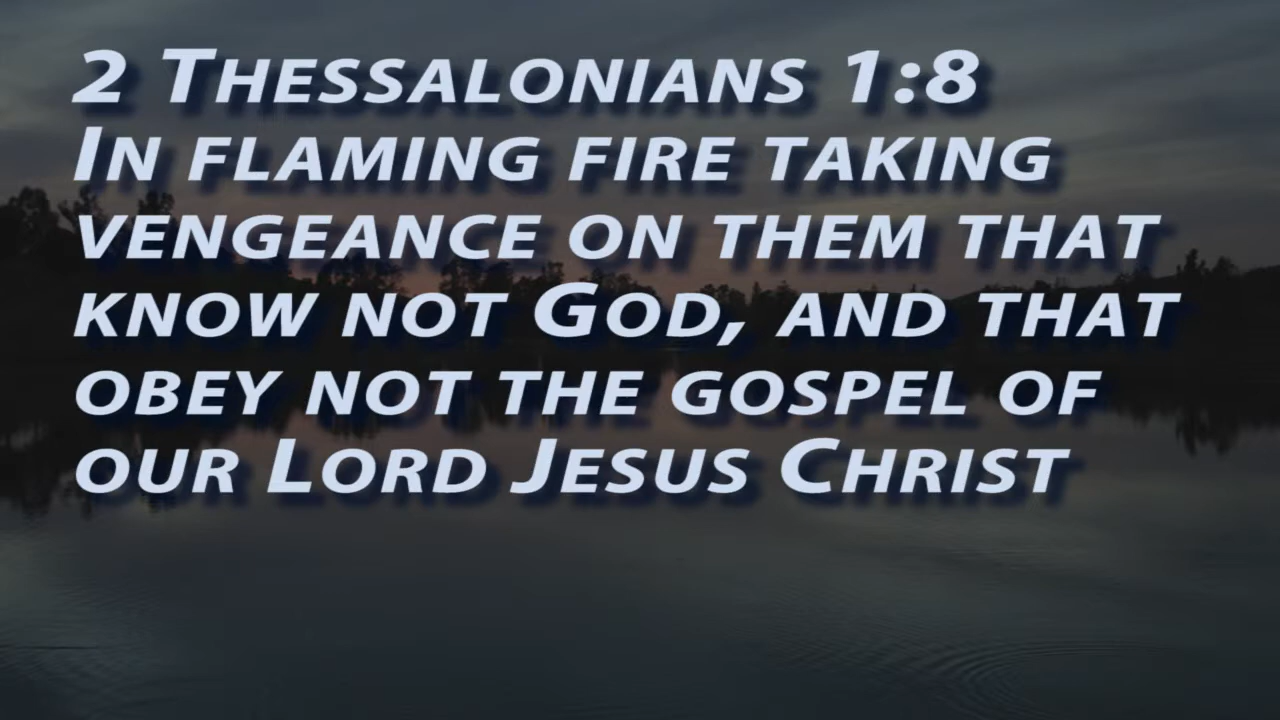 2 Thessalonians 1:8
In flaming fire taking
vengeance on them that
know not God, and that
obey not the gospel of
our Lord Jesus Christ